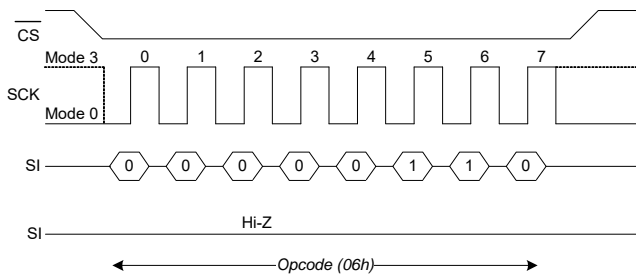 CS
Mode 3 0 1 2 3 4 5 6 7
SCK
Mode 0
SI 0 0 0 0 0 1 1 0
Hi-Z
SI
Opcode (06h)